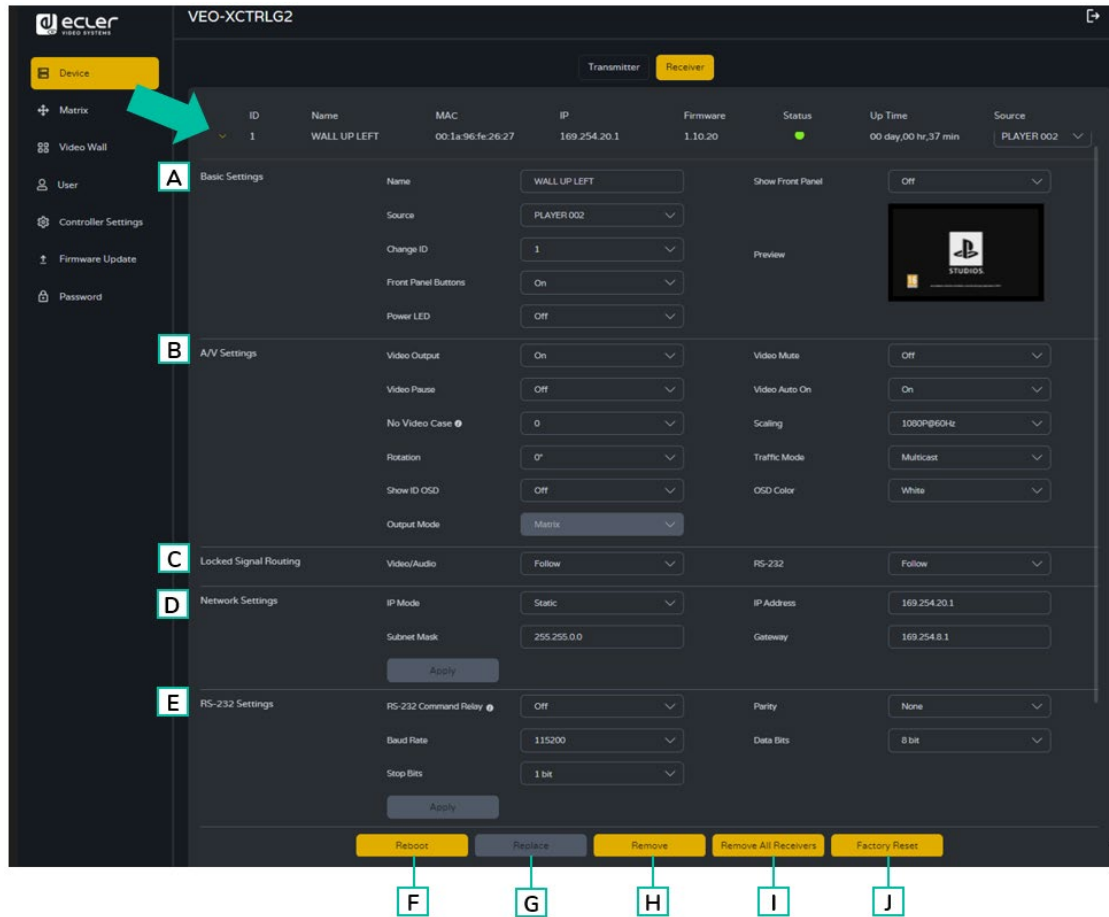 ecler
VIDEO SYSTEMS
VEO-XCTRLG2
Device
Matrix
Video Wall
User
Controller Settings
Firmware Update
Password
Transmitter Receiver
ID Name MAC IP Firmware Status Up Time Source
1 WALL UP LEFT 00:1a:96:fe:26:27 169.254.20.1 1.10.20 00 day,00 hr,37 min PLAYER 002
A Basic Settings
Name WALL UP LEFT Show Front Panel Off
Source PLAYER 002
Change ID 1 Preview
STUDIOS
Front Panel Buttons On
Power LED Off
B A/V Settings
Video Output On Video Mute Off
Video Pause Off Video Auto On On
No Video Case 0 Scaling 1080P@60Hz
Rotation 0° Traffic Mode Multicast
Show ID OSD Off OSD Color White
Output Mode Matrix
C Locked Signal Routing Video/Audio Follow RS-232 Follow
D Network Settings IP Mode Static IP Address 169.254.20.1
Subnet Mask 255.255.0.0 Gateway 169.254.8.1
Apply
E RS-232 Settings RS-232 Command Relay Off Parity None
Baud Rate 115200 Data Bits 8 bit
Stop Bits 1 bit
Apply
Reboot Replace Remove Remove All Receivers Factory Reset
F G H I J